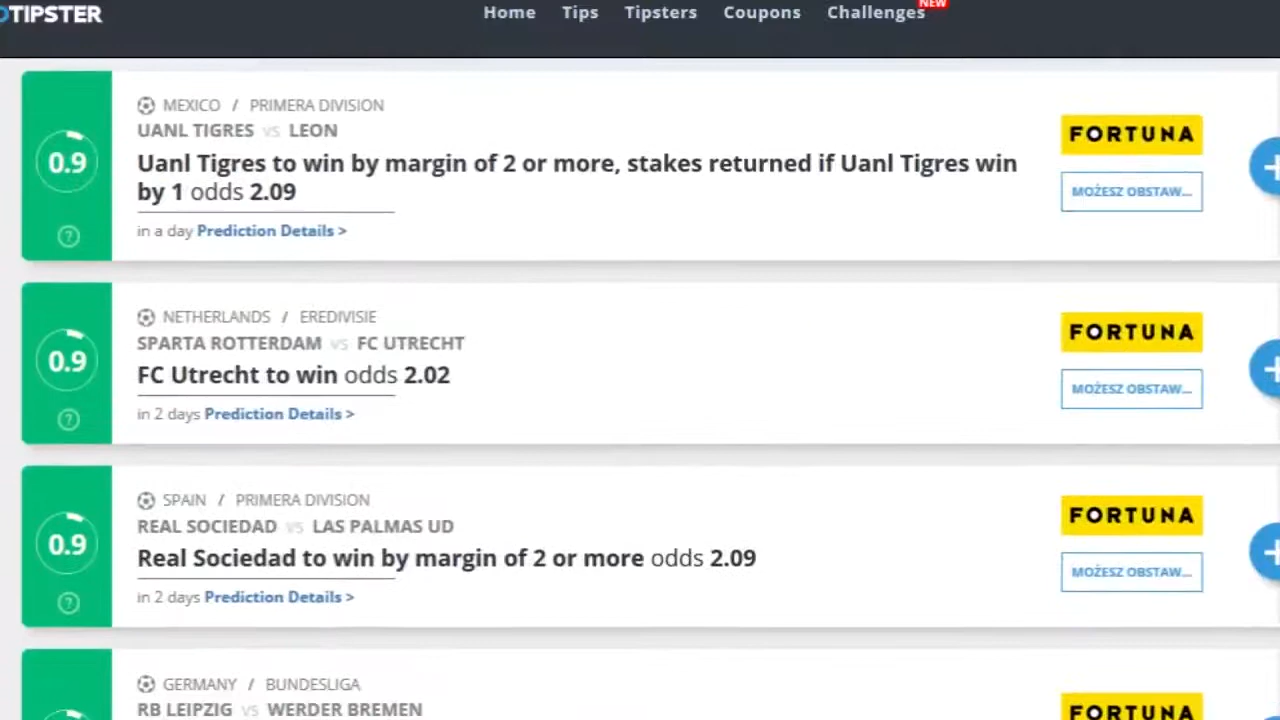 OTIPSTER
Home Tips Tipsters Coupons Challenges NEW
0.9
?
MEXICO / PRIMERA DIVISION
UANL TIGRES vs LEON
Uanl Tigres to win by margin of 2 or more, stakes returned if Uanl Tigres win
by 1 odds 2.09
in a day Prediction Details >
FORTUNA
MOŻESZ OBSTAW...
+
0.9
?
NETHERLANDS / EREDIVISIE
SPARTA ROTTERDAM vs FC UTRECHT
FC Utrecht to win odds 2.02
in 2 days Prediction Details >
FORTUNA
MOŻESZ OBSTAW...
+
0.9
?
SPAIN / PRIMERA DIVISION
REAL SOCIEDAD vs LAS PALMAS UD
Real Sociedad to win by margin of 2 or more odds 2.09
in 2 days Prediction Details >
FORTUNA
MOŻESZ OBSTAW...
+
GERMANY / BUNDESLIGA
RB LEIPZIG vs WERDER BREMEN
FORTUNA